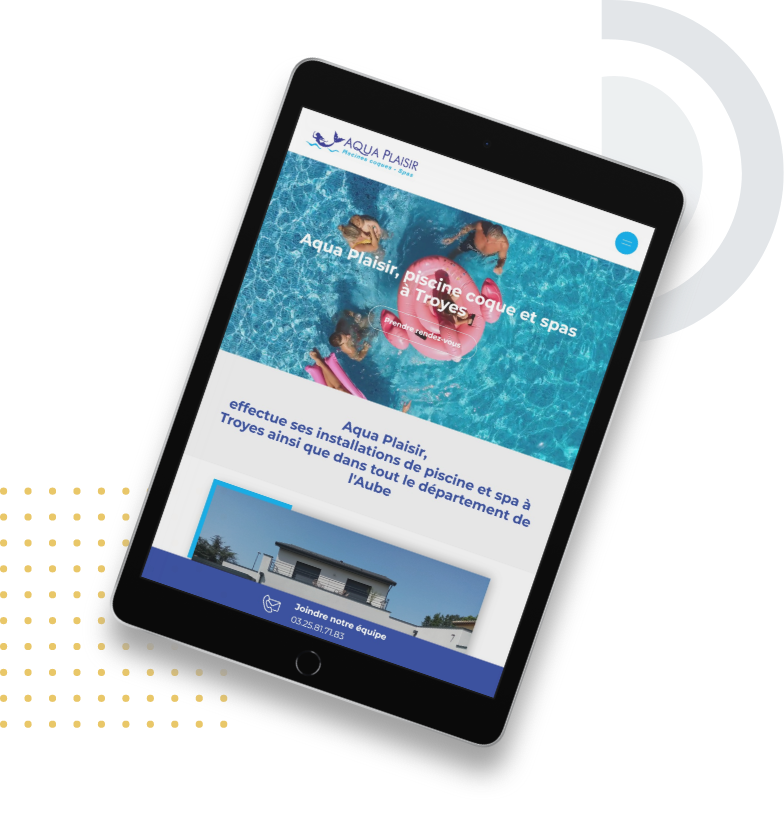 AQUA PLAISIR
Piscines coques - Spas
Aqua Plaisir, piscine coque et spas
à Troyes
Prendre rendez-vous
Aqua Plaisir,
effectue ses installations de piscine et spa à
Troyes ainsi que dans tout le département de
l'Aube
Joindre notre équipe
03.25.81.71.83